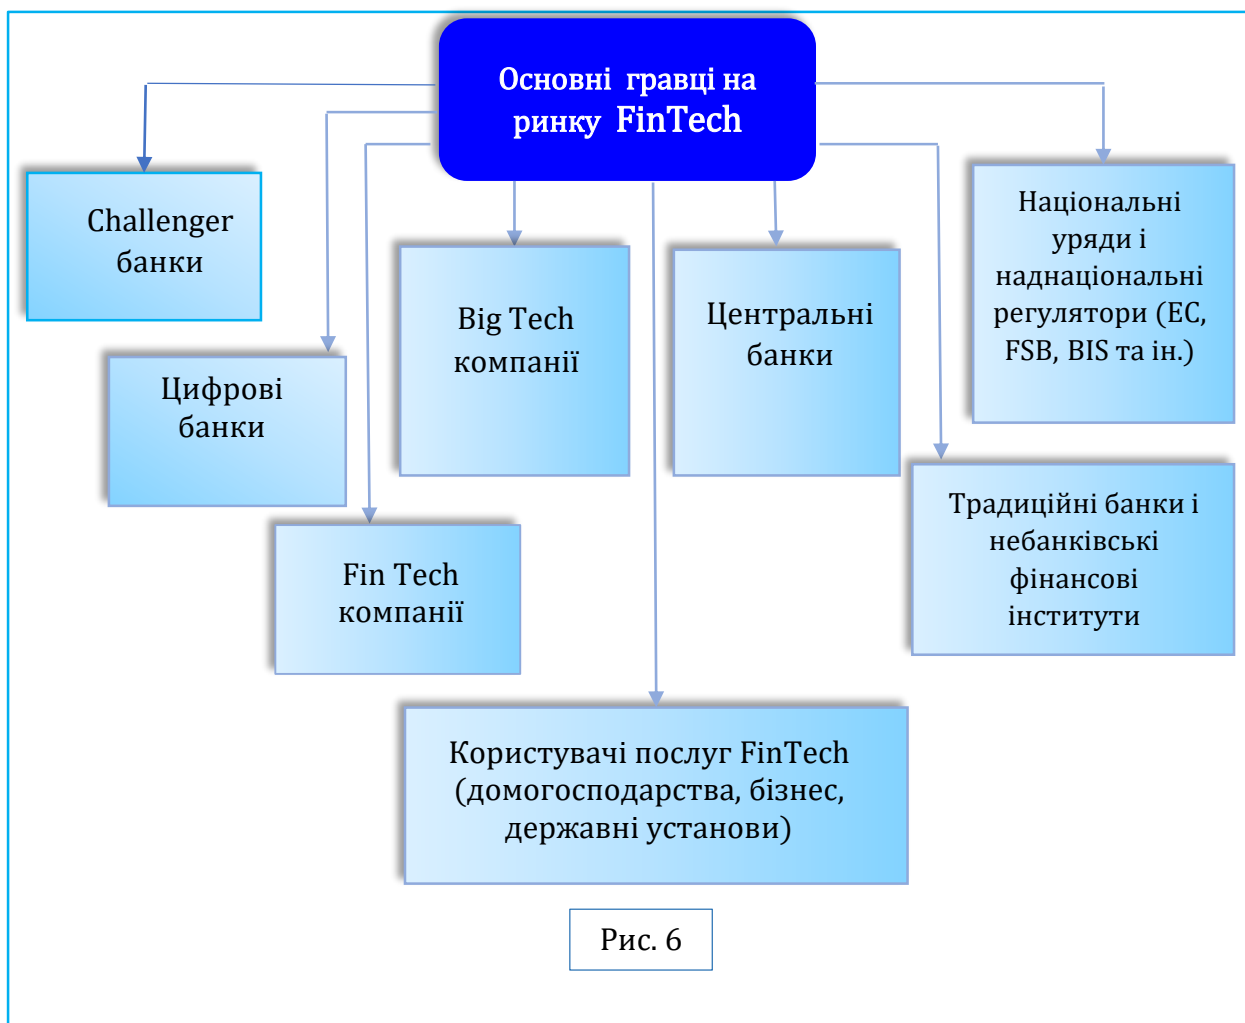 Основні гравці на
ринку FinTech
Challenger
банки
Цифрові
банки
Fin Tech
компанії
Big Tech
компанії
Центральні
банки
Національні
уряди і
наднаціональні
регулятори (ЕС,
FSB, BIS та ін.)
Традиційні банки і
небанківські
фінансові
інститути
Користувачі послуг FinTech
(домогосподарства, бізнес,
державні установи)
Рис. 6